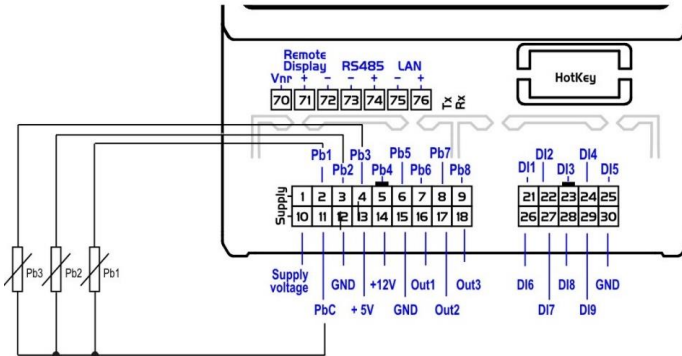 Remote
Display RS485 LAN
Vnr + − − + − +
70 71 72 73 74 75 76 Tx Rx
HotKey
Pb1 Pb3 Pb5 Pb7
Pb2 Pb4 Pb6 Pb8
DI2 DI4
DI1 DI3 DI5
Supply
1 2 3 4 5 6 7 8 9
10 11 12 13 14 15 16 17 18
21 22 23 24 25
26 27 28 29 30
Pb3 Pb2 Pb1
Supply
voltage
GND +12V Out1 Out3
PbC + 5V GND Out2
DI6 DI8 GND
DI7 DI9